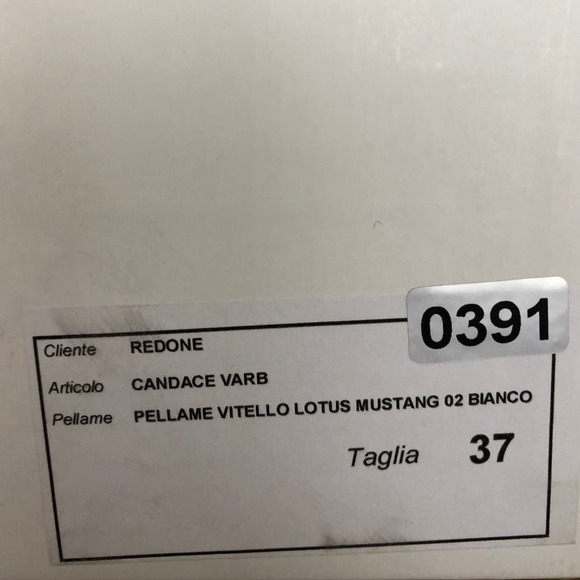 0391
Cliente REDONE
Articolo CANDACE VARB
Pellame PELLAME VITELLO LOTUS MUSTANG 02 BIANCO
Taglia 37